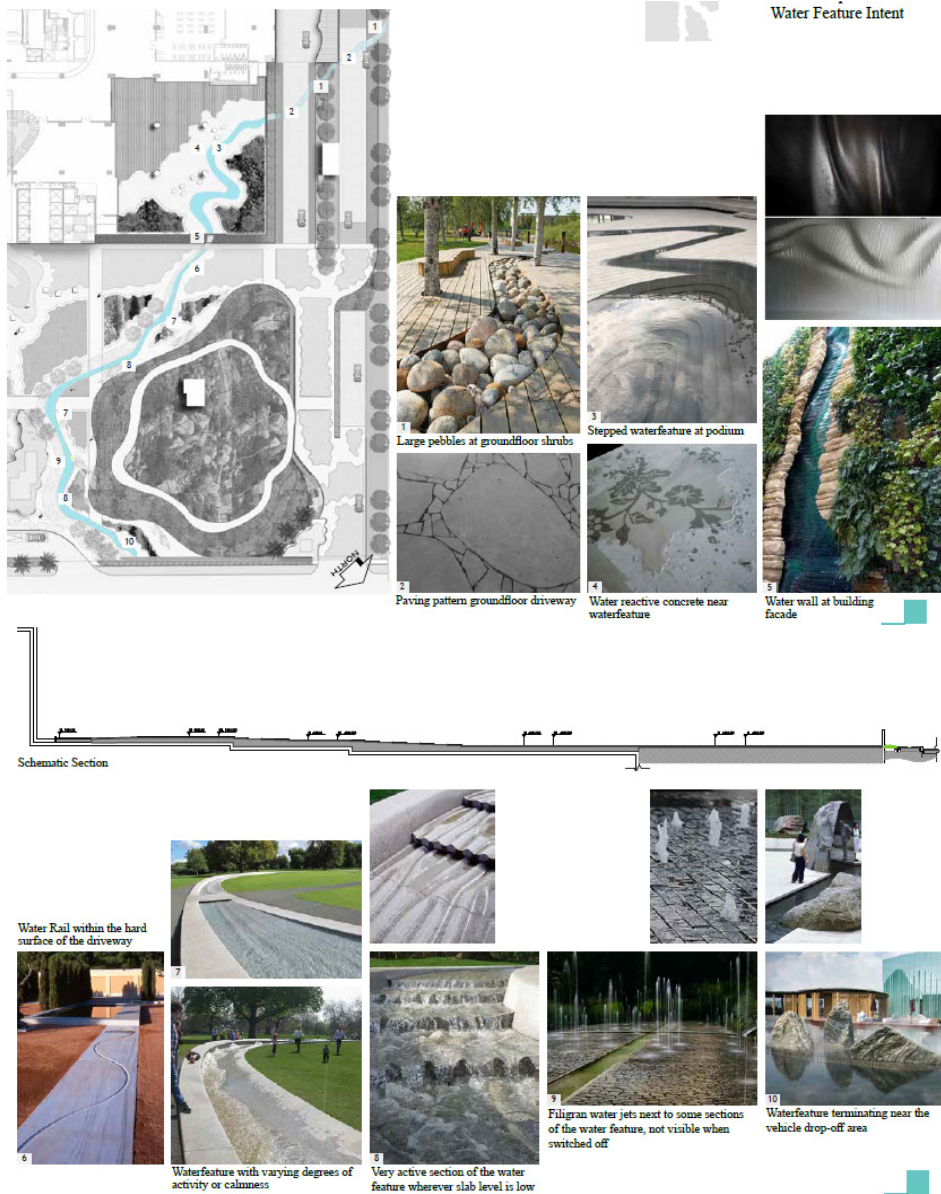 Water Feature Intent
1
2
1
2
4
3
5
6
7
8
7
9
8
10
NORTH
1
Large pebbles at groundfloor shrubs
3
Stepped waterfeature at podium
2
Paving pattern groundfloor driveway
4
Water reactive concrete near
waterfeature
5
Water wall at building
facade
Schematic Section
Water Rail within the hard
surface of the driveway
6
7
Waterfeature with varying degrees of
activity or calmness
8
Very active section of the water
feature wherever slab level is low
9
Filigran water jets next to some sections
of the water feature, not visible when
switched off
10
Waterfeature terminating near the
vehicle drop-off area